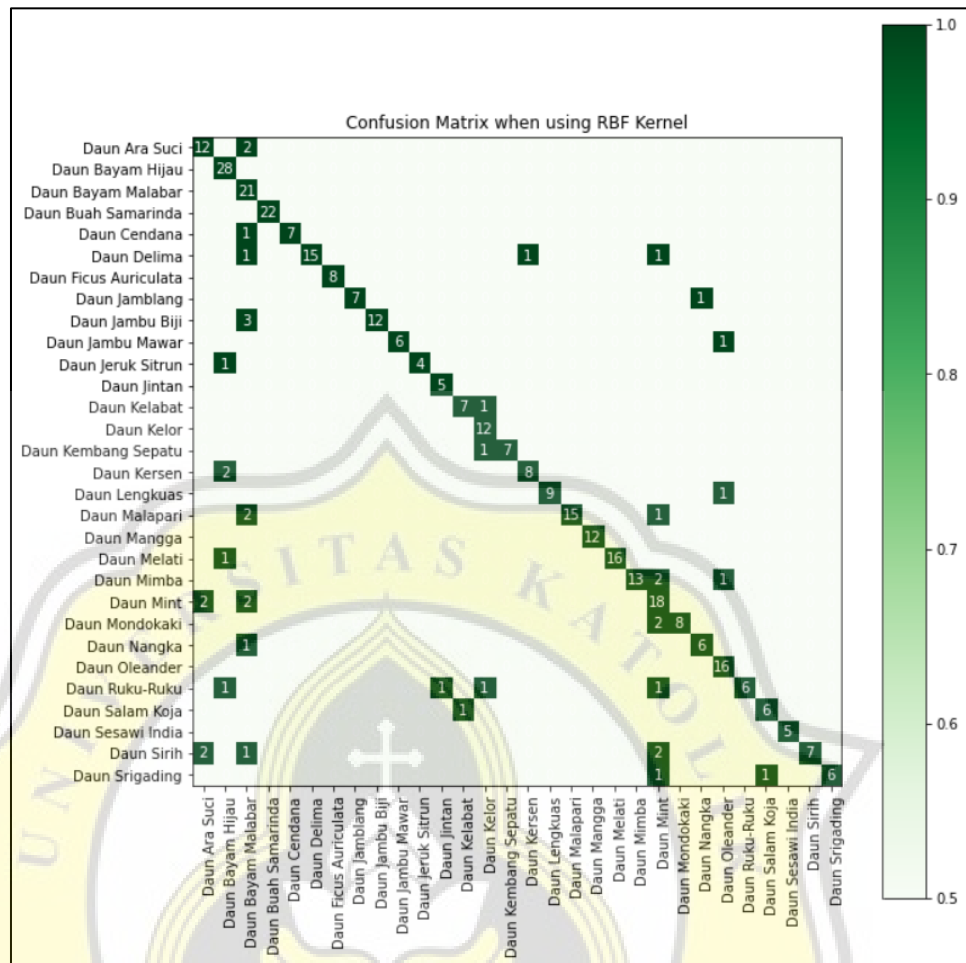 1.0
Confusion Matrix when using RBF Kernel
Daun Ara Suci 12 2
Daun Bayam Hijau 28
Daun Bayam Malabar 21
0.9
Daun Buah Samarinda 22
Daun Cendana 1 7
Daun Delima 1 15 1 1
Daun Ficus Auriculata 8
Daun Jamblang 7 1
Daun Jambu Biji 3 12
Daun Jambu Mawar 6 1
Daun Jeruk Sitrun 1 4
0.8
Daun Jintan 5
Daun Kelabat 7 1
Daun Kelor 12
Daun Kembang Sepatu 1 7
Daun Kersen 2 8
Daun Lengkuas 9 1
Daun Malapari 2 15 1
Daun Mangga 12
0.7
Daun Melati 1 16
Daun Mimba 13 2 1
Daun Mint 2 2 18
Daun Mondokaki 2 8
Daun Nangka 1 6
Daun Oleander 16
Daun Ruku-Ruku 1 1 1 1 6
Daun Salam Koja 1 6
0.6
Daun Sesawi India 5
Daun Sirih 2 1 2 7
Daun Srigading 1 1 6
Daun Ara Suci
Daun Bayam Hijau
Daun Bayam Malabar
Daun Buah Samarinda
Daun Cendana
Daun Delima
Daun Ficus Auriculata
Daun Jamblang
Daun Jambu Biji
Daun Jambu Mawar
Daun Jeruk Sitrun
Daun Jintan
Daun Kelabat
Daun Kelor
Daun Kembang Sepatu
Daun Kersen
Daun Lengkuas
Daun Malapari
Daun Mangga
Daun Melati
Daun Mimba
Daun Mint
Daun Mondokaki
Daun Nangka
Daun Oleander
Daun Ruku-Ruku
Daun Salam Koja
Daun Sesawi India
Daun Sirih
Daun Srigading
0.5